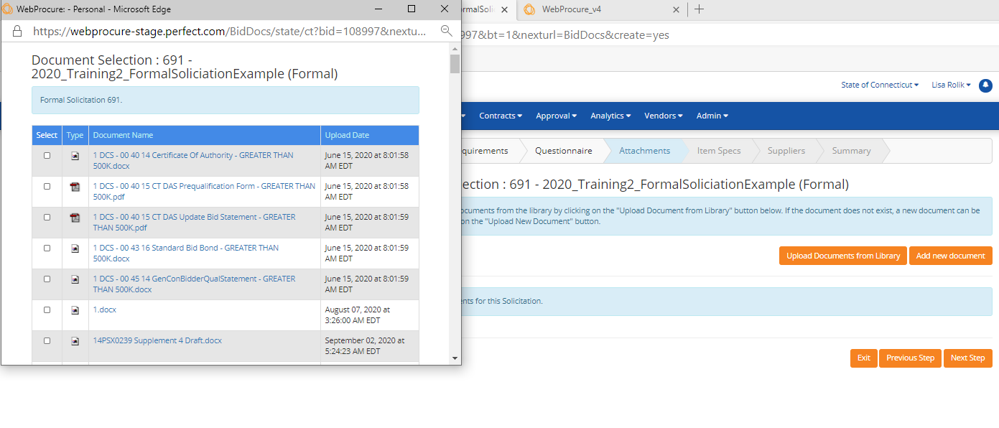 WebProcure: - Personal - Microsoft Edge
https://webprocure-stage.perfect.com/BidDocs/state/ct?bid=108997&nextu...
Document Selection : 691 -
2020_Training2_FormalSoliciationExample (Formal)
Formal Solicitation 691.
Select Type Document Name Upload Date
1 DCS - 00 40 14 Certificate Of Authority - GREATER THAN
500K.docx
June 15, 2020 at 8:01:58
AM EDT
1 DCS - 00 40 15 CT DAS Prequalification Form - GREATER THAN
500K.pdf
June 15, 2020 at 8:01:58
AM EDT
1 DCS - 00 40 15 CT DAS Update Bid Statement - GREATER
THAN 500K.pdf
June 15, 2020 at 8:01:59
AM EDT
1 DCS - 00 43 16 Standard Bid Bond - GREATER THAN
500K.docx
June 15, 2020 at 8:01:59
AM EDT
1 DCS - 00 45 14 GenConBidderQualStatement - GREATER
THAN 500K.docx
June 15, 2020 at 8:01:59
AM EDT
1.docx
August 07, 2020 at
3:26:00 AM EDT
14PSX0239 Supplement 4 Draft.docx
September 02, 2020 at
5:24:23 AM EDT
rmalSolic
WebProcure_v4
997&bt=1&nexturl=BidDocs&create=yes
State of Connecticut Lisa Rolik
Contracts Approval Analytics Vendors Admin
quirements Questionnaire Attachments Item Specs Suppliers Summary
ection : 691 - 2020_Training2_FormalSoliciationExample (Formal)
ocuments from the library by clicking on the "Upload Document from Library" button below. If the document does not exist, a new document can be
on the "Upload New Document" button.
Upload Documents from Library Add new document
nts for this Solicitation.
Exit Previous Step Next Step